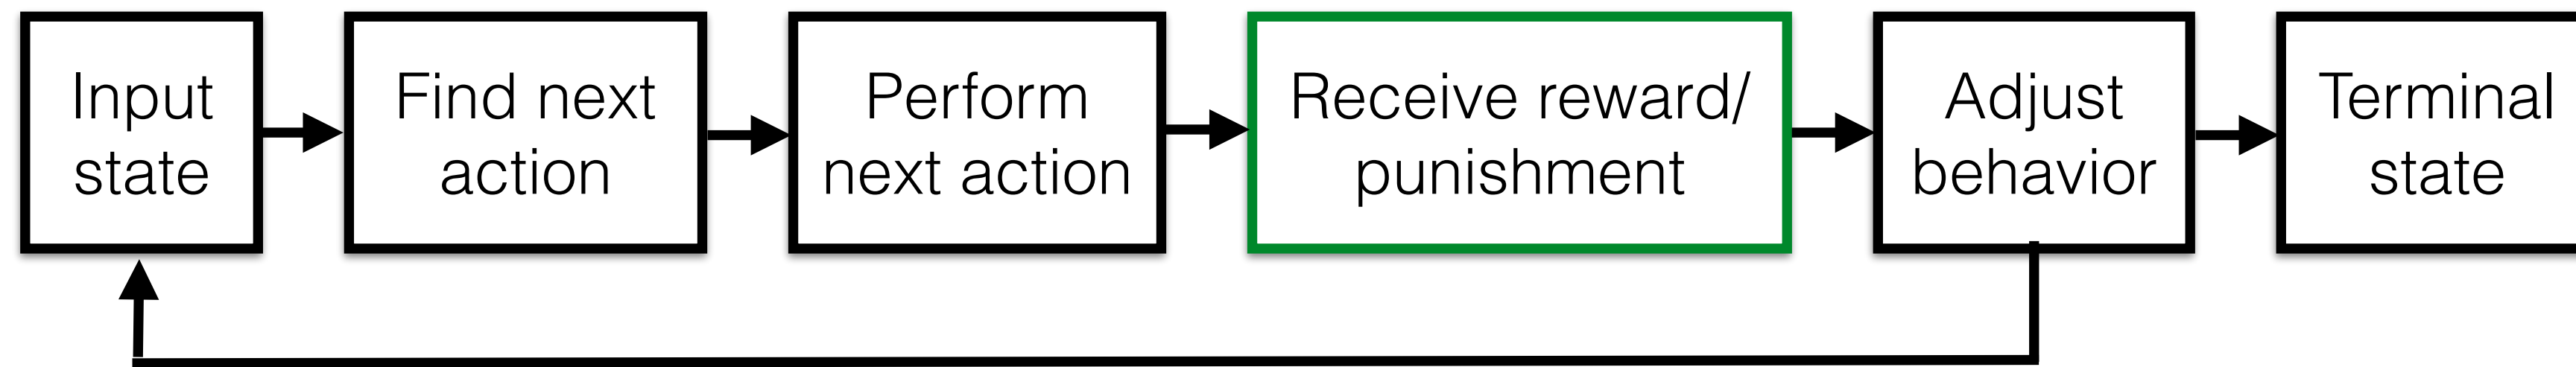 Input
state
Find next
action
Perform
next action
Receive reward/
punishment
Adjust
behavior
Terminal
state